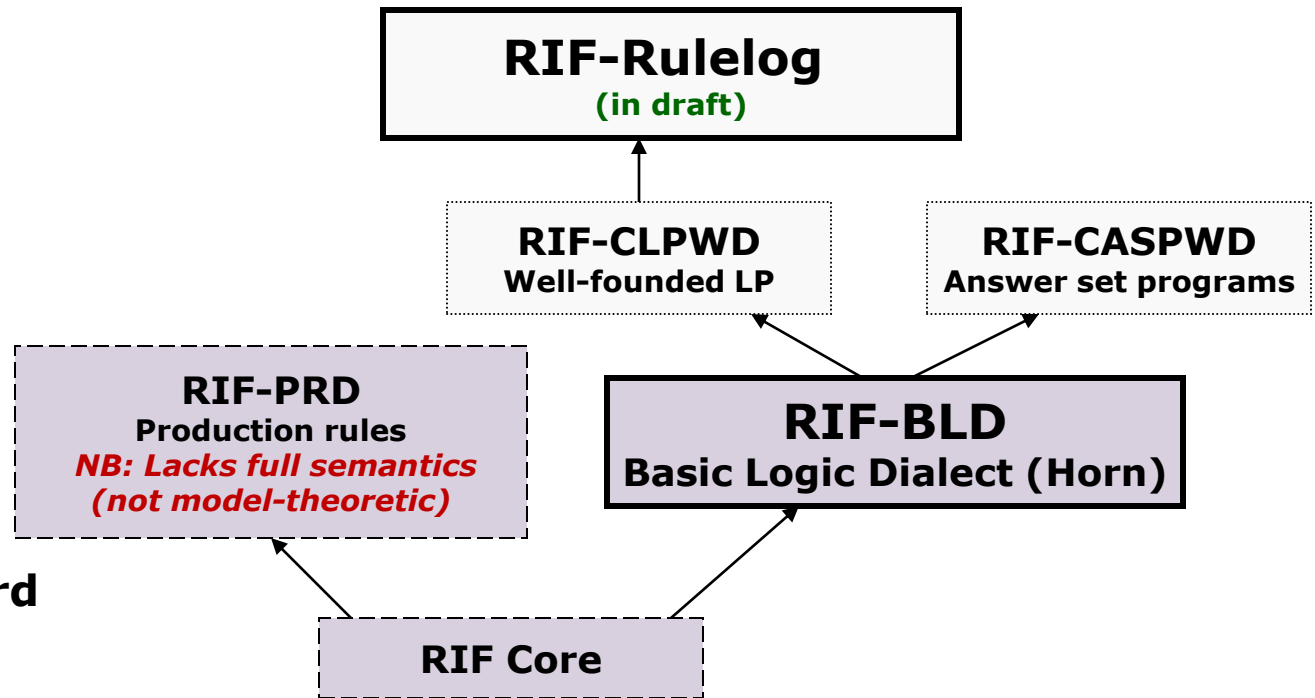 RIF-Rulelog
(in draft)
RIF-CLPWD
Well-founded LP
RIF-CASPWD
Answer set programs
RIF-PRD
Production rules
NB: Lacks full semantics
(not model-theoretic)
RIF-BLD
Basic Logic Dialect (Horn)
rd
RIF Core